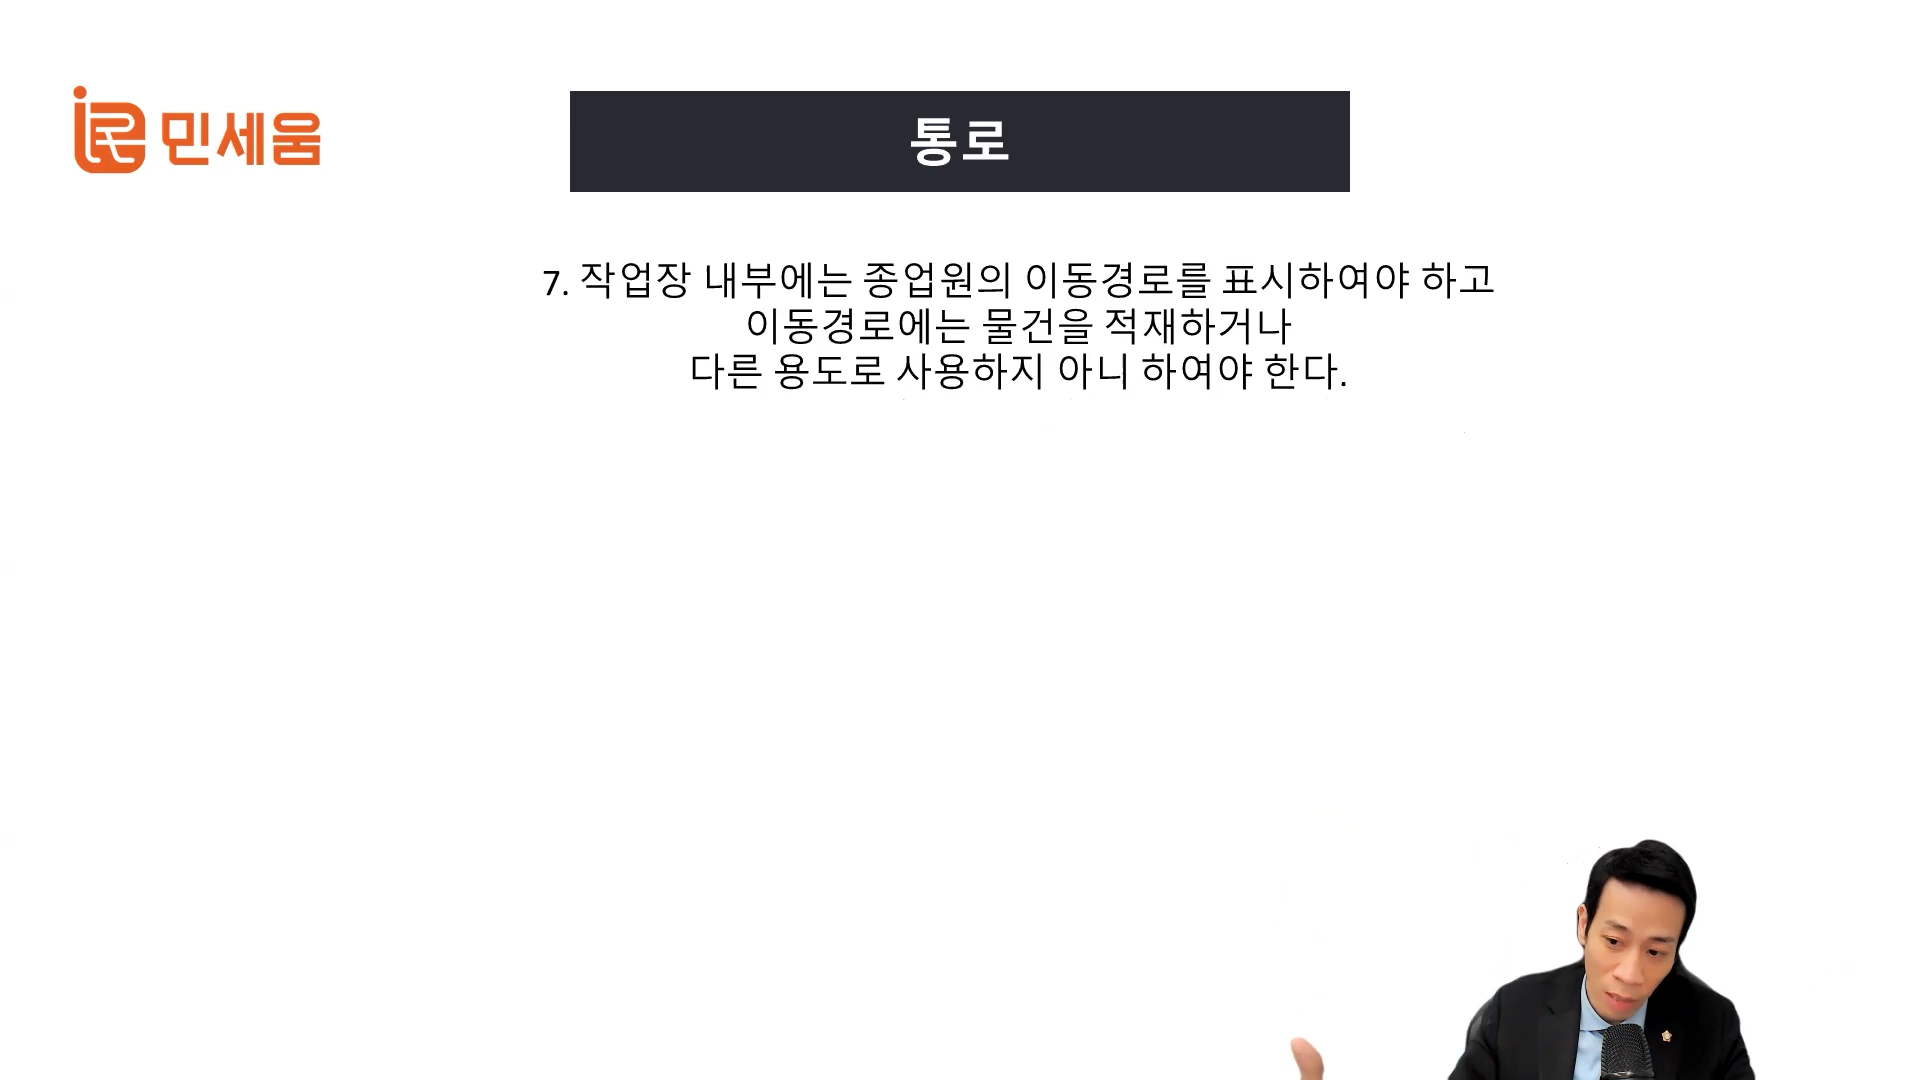 민세움
통로
7. 작업장 내부에는 종업원의 이동경로를 표시하여야 하고
이동경로에는 물건을 적재하거나
다른 용도로 사용하지 아니 하여야 한다.